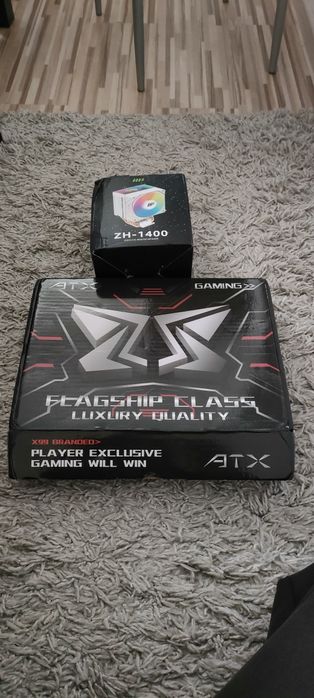 ZH-1400
ATX
GAMING>>
FLAGSHIP CLASS
LUXURY QUALITY
X99 BRANDED>
PLAYER EXCLUSIVE
GAMING WILL WIN
ATX